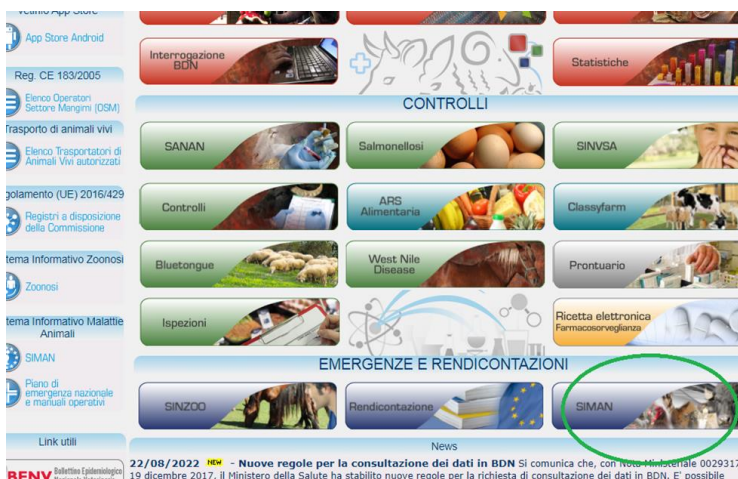 App Store Android
Reg. CE 183/2005
Elenco Operatori
Settore Mangimi (OSM)
Trasporto di animali vivi
Elenco Trasportatori di
Animali Vivi autorizzati
golamento (UE) 2016/429
Registri a disposizione
della Commissione
tema Informativo Zoonosi
Zoonosi
tema Informativo Malattie
Animali
SIMAN
Piano di
emergenza nazionale
e manuali operativi
Link utili
BENV Bollettino Epidemiologico
Interrogazione
BDN
Statistiche
CONTROLLI
SANAN
Salmonellosi
SINVSA
Controlli
ARS
Alimentaria
Classyfarm
Bluetongue
West Nile
Disease
Prontuario
Ispezioni
Ricetta elettronica
Farmacosorveglianza
EMERGENZE E RENDICONTAZIONI
SINZOO
Rendicontazione
SIMAN
News
22/08/2022 NEW - Nuove regole per la consultazione dei dati in BDN Si comunica che, con Nota Ministeriale 0029317
19 dicembre 2017, il Ministero della Salute ha stabilito nuove regole per la richiesta di consultazione dei dati in BDN. E' possibile